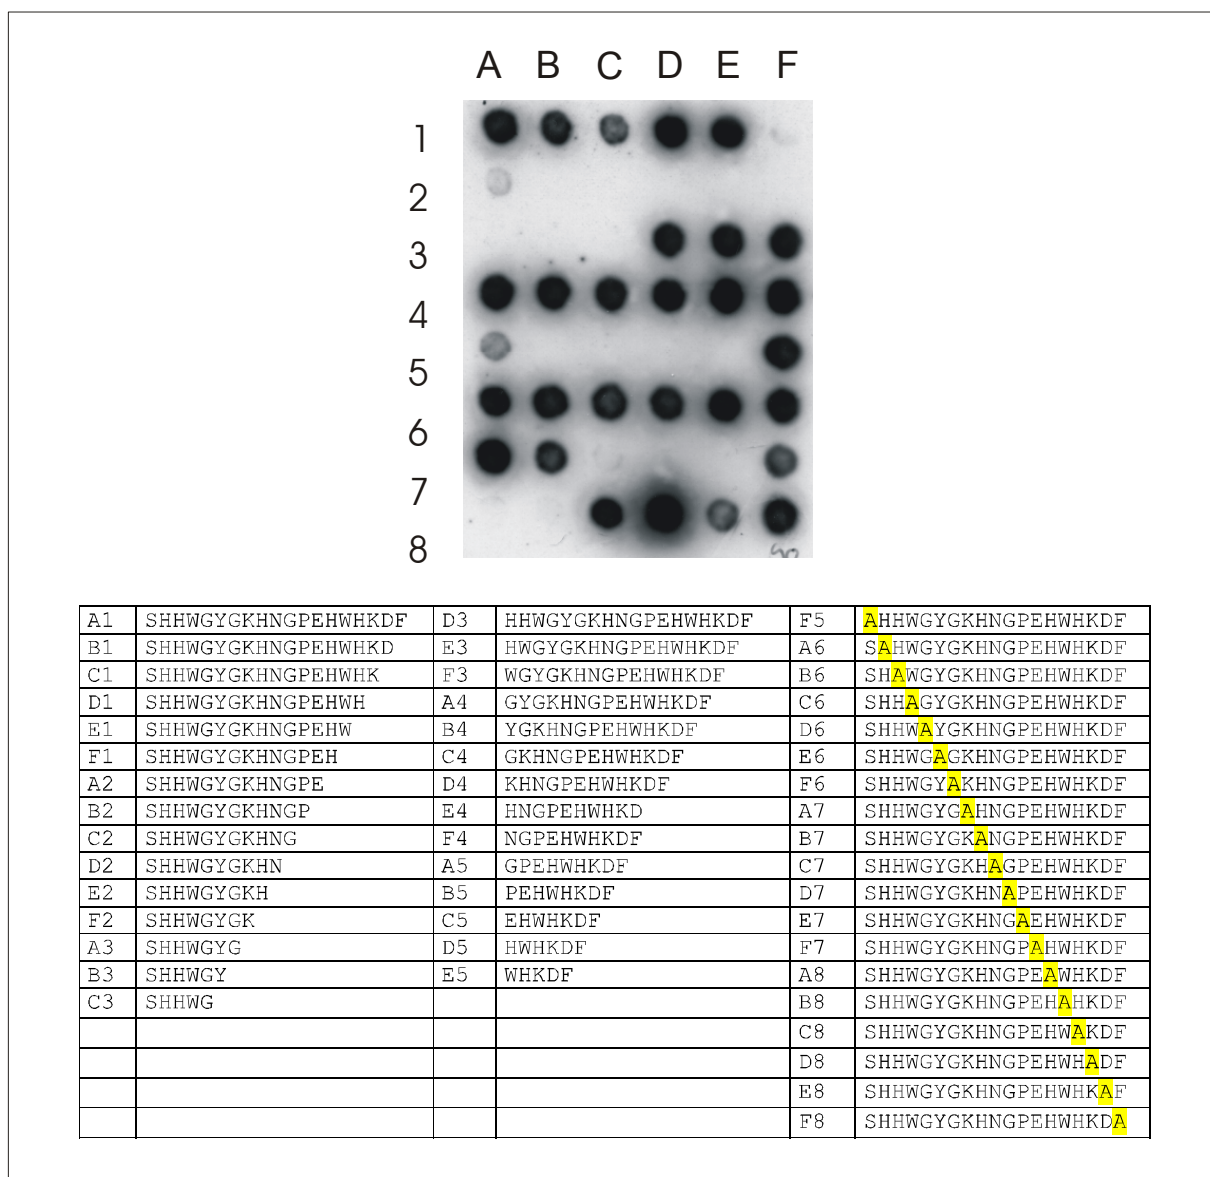 A B C D E F
1
2
3
4
5
6
7
8
A1 SHHWGYGKHNGPEHWHKDF D3 HHWGYGKHNGPEHWHKDF F5 AHHWGYGKHNGPEHWHKDF
B1 SHHWGYGKHNGPEHWHKD E3 HWGYGKHNGPEHWHKDF A6 SAHWGYGKHNGPEHWHKDF
C1 SHHWGYGKHNGPEHWHK F3 WGYGKHNGPEHWHKDF B6 SHAWGYGKHNGPEHWHKDF
D1 SHHWGYGKHNGPEHWH A4 GYGKHNGPEHWHKDF C6 SHHAGYGKHNGPEHWHKDF
E1 SHHWGYGKHNGPEHW B4 YGKHNGPEHWHKDF D6 SHHWAYGKHNGPEHWHKDF
F1 SHHWGYGKHNGPEH C4 GKHNGPEHWHKDF E6 SHHWGAGKHNGPEHWHKDF
A2 SHHWGYGKHNGPE D4 KHNGPEHWHKDF F6 SHHWGYAKHNGPEHWHKDF
B2 SHHWGYGKHNGP E4 HNGPEHWHKD A7 SHHWGYGAHNGPEHWHKDF
C2 SHHWGYGKHNG F4 NGPEHWHKDF B7 SHHWGYGKANGPEHWHKDF
D2 SHHWGYGKHN A5 GPEHWHKDF C7 SHHWGYGKHAGPEHWHKDF
E2 SHHWGYGKH B5 PEHWHKDF D7 SHHWGYGKHNAPEHWHKDF
F2 SHHWGYGK C5 EHWHKDF E7 SHHWGYGKHNGAEHWHKDF
A3 SHHWGYG D5 HWHKDF F7 SHHWGYGKHNGPAHWHKDF
B3 SHHWGY E5 WHKDF A8 SHHWGYGKHNGPEAWHKDF
C3 SHHWG B8 SHHWGYGKHNGPEHAHKDF
C8 SHHWGYGKHNGPEHWAKDF
D8 SHHWGYGKHNGPEHWHADF
E8 SHHWGYGKHNGPEHWHKAF
F8 SHHWGYGKHNGPEHWHKDA